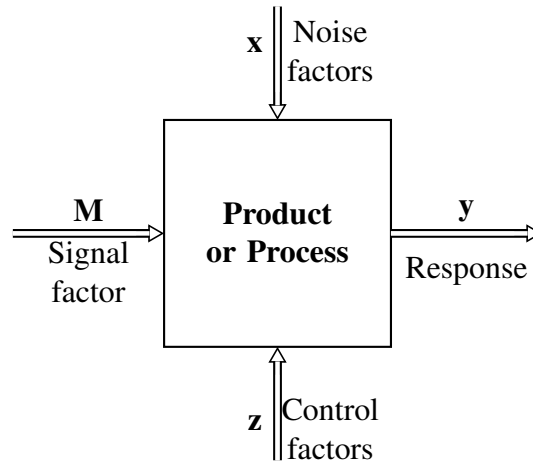 x
Noise
factors
M
Signal
factor
Product
or Process
y
Response
z
Control
factors